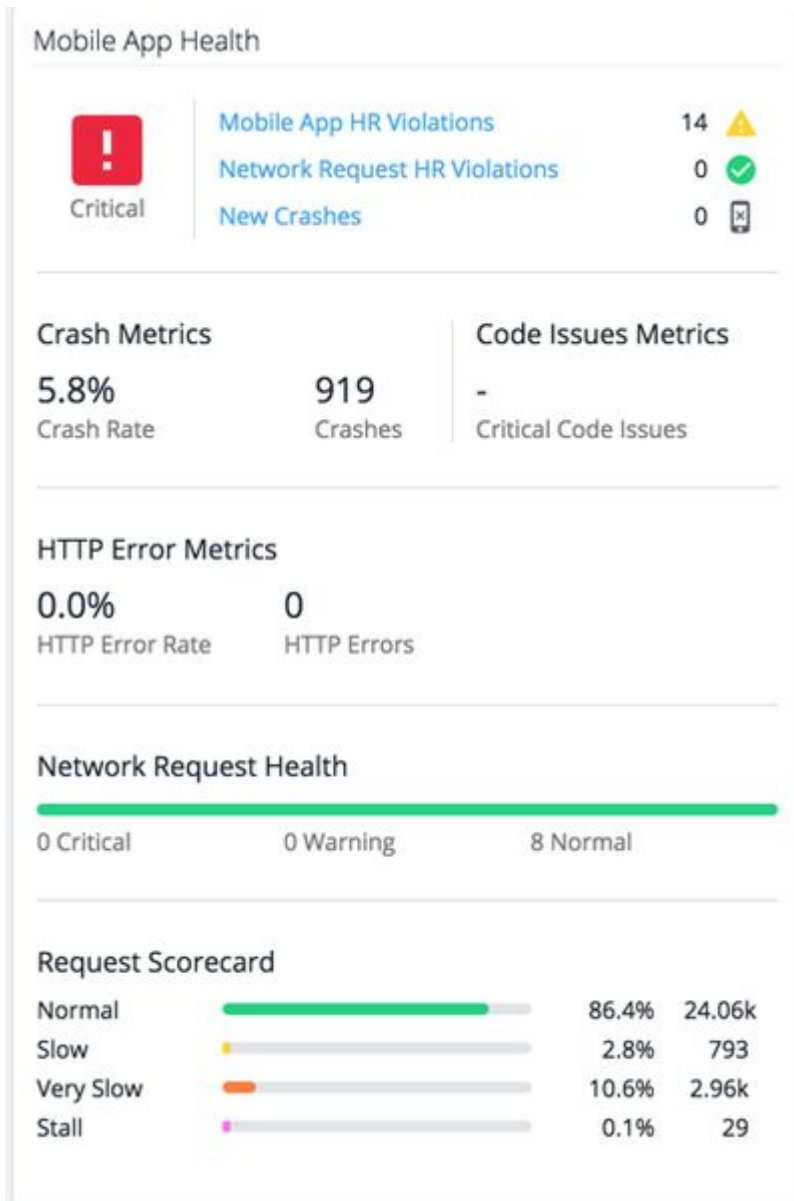 Mobile App Health
Critical
Mobile App HR Violations 14
Network Request HR Violations 0
New Crashes 0
Crash Metrics
5.8% 919
Crash Rate Crashes
Code Issues Metrics
-
Critical Code Issues
HTTP Error Metrics
0.0% 0
HTTP Error Rate HTTP Errors
Network Request Health
0 Critical 0 Warning 8 Normal
Request Scorecard
Normal 86.4% 24.06k
Slow 2.8% 793
Very Slow 10.6% 2.96k
Stall 0.1% 29